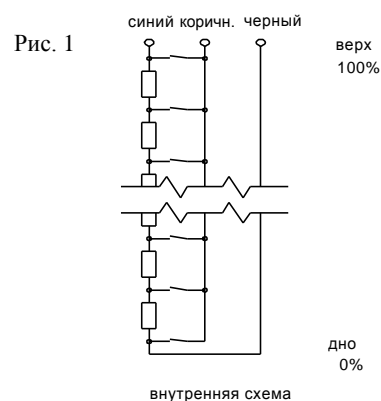 синий коричн. черный
Рис. 1
верх
100%
дно
0%
внутренняя схема